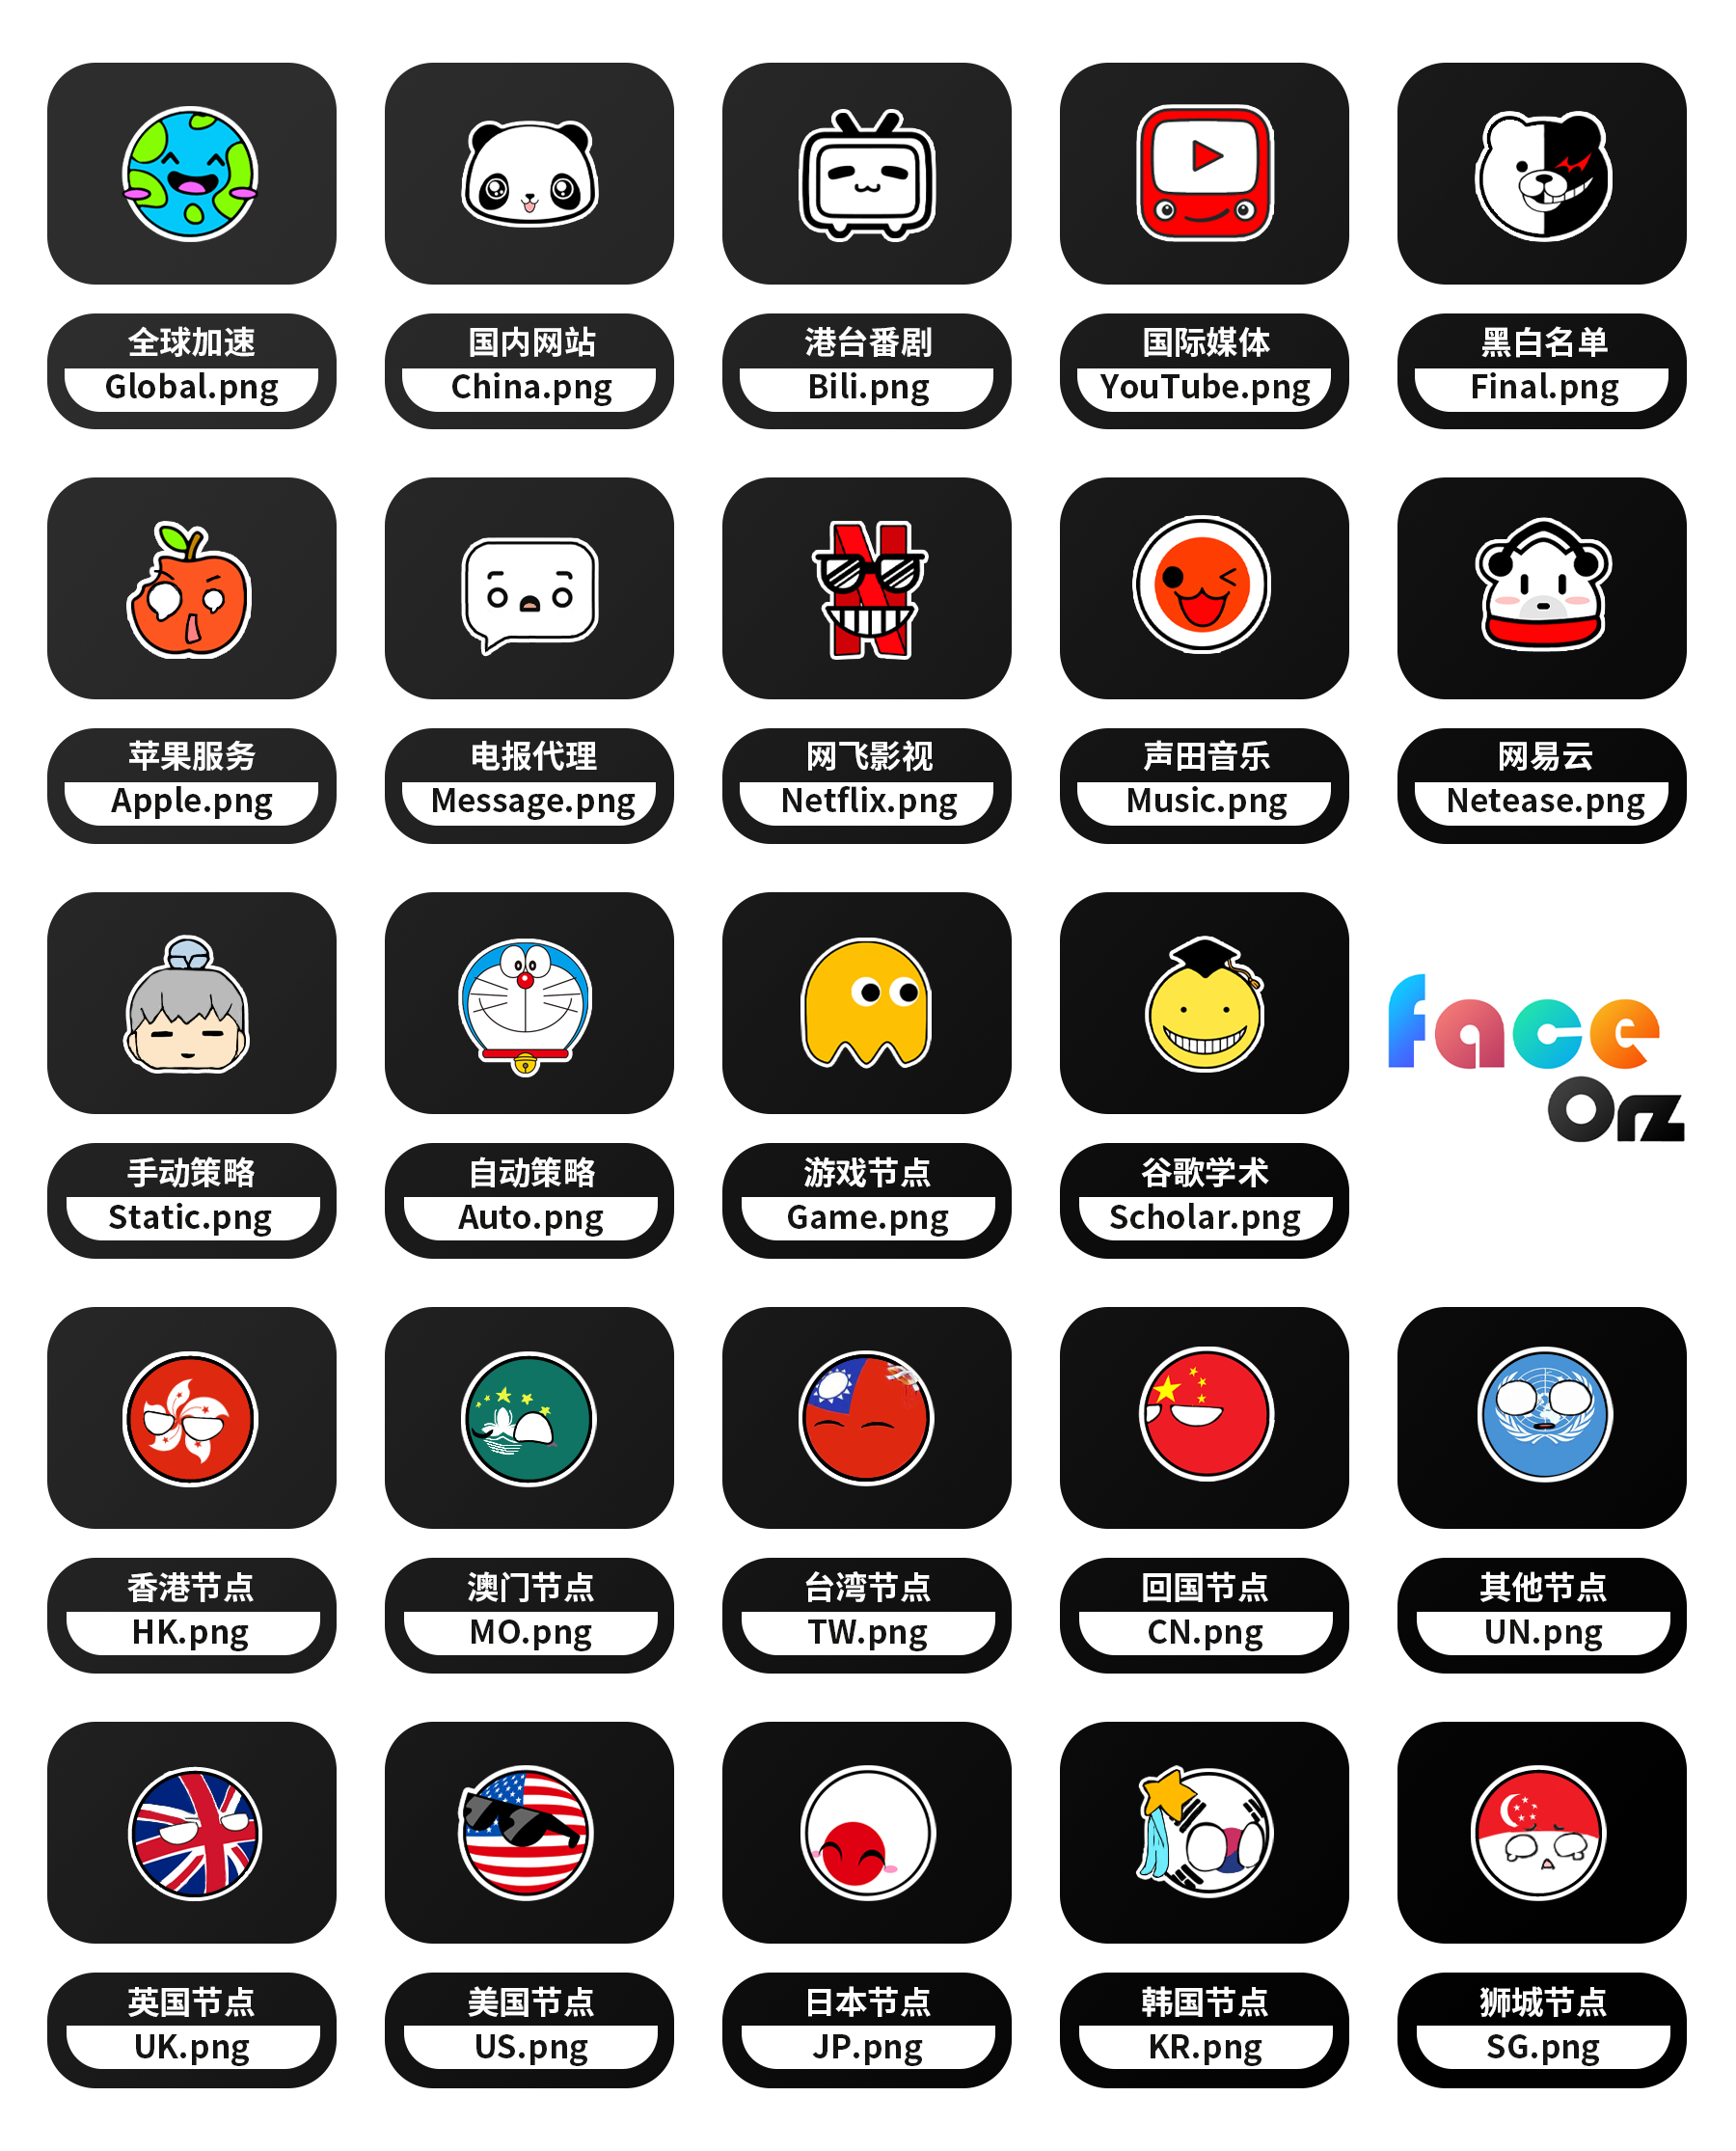 全球加速
Global.png
国内网站
China.png
港台番剧
Bili.png
国际媒体
YouTube.png
黑白名单
Final.png
苹果服务
Apple.png
电报代理
Message.png
网飞影视
Netflix.png
声田音乐
Music.png
网易云
Netease.png
手动策略
Static.png
自动策略
Auto.png
游戏节点
Game.png
谷歌学术
Scholar.png
face
Orz
香港节点
HK.png
澳门节点
MO.png
台湾节点
TW.png
回国节点
CN.png
其他节点
UN.png
英国节点
UK.png
美国节点
US.png
日本节点
JP.png
韩国节点
KR.png
狮城节点
SG.png